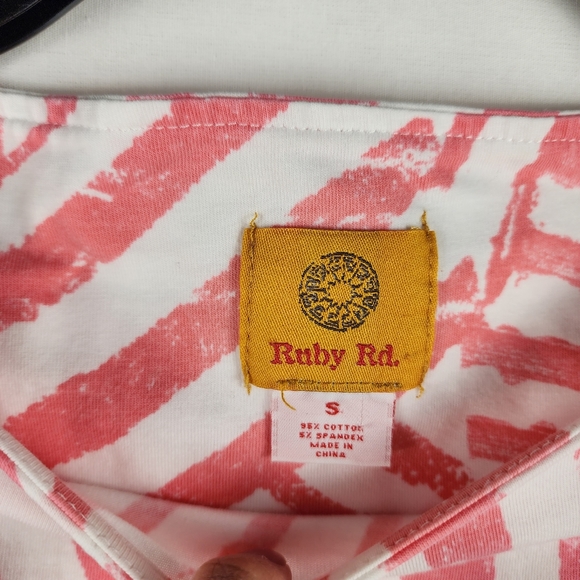 Ruby Rd.
S
95% COTTON
5% SPANDEX
MADE IN
CHINA